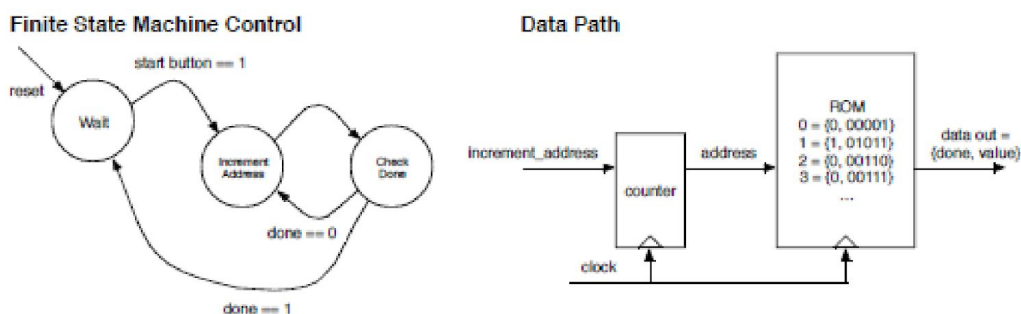 Finite State Machine Control
reset
start button == 1
Wait
Increment
Address
Check
Done
done == 0
done == 1
Data Path
increment_address
counter
address
ROM
0 = {0, 00001}
1 = {1, 01011}
2 = {0, 00110}
3 = {0, 00111}
...
data out =
{done, value}
clock